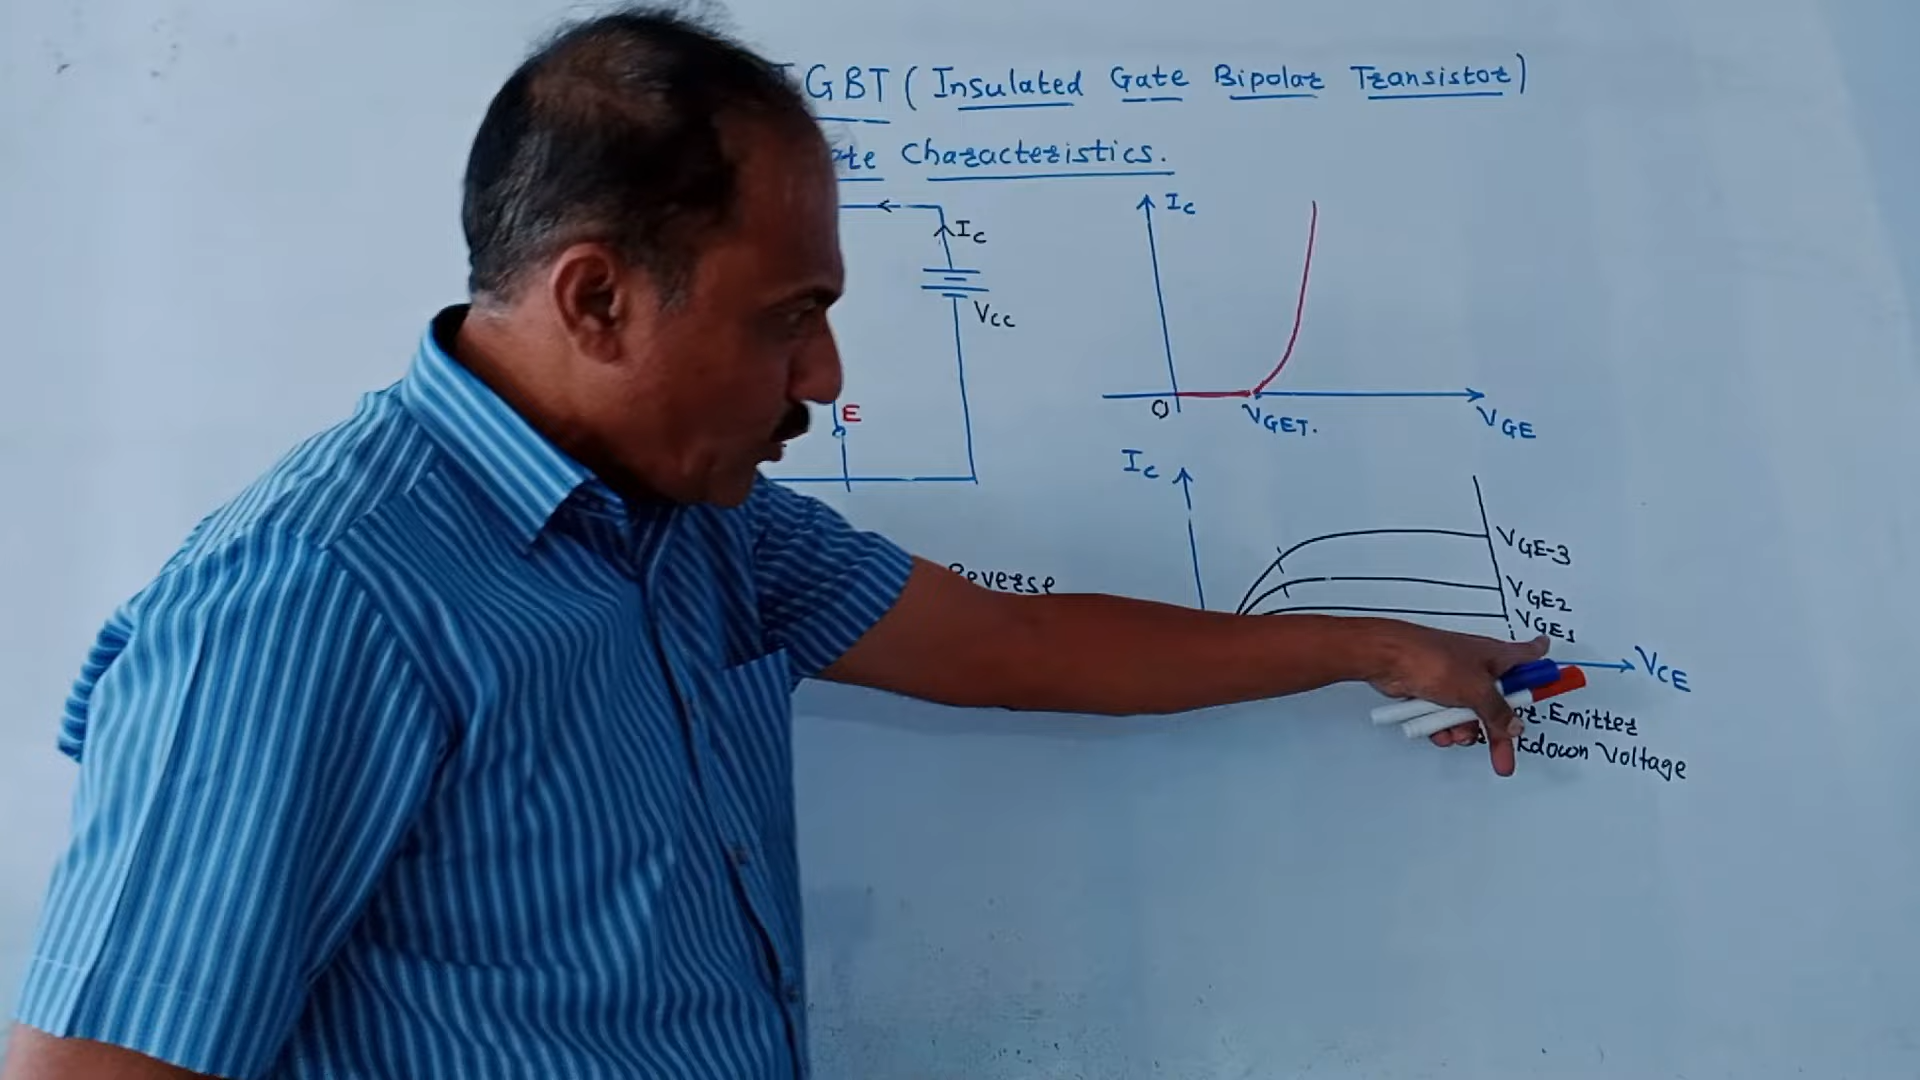 GBT (Insulated Gate Bipolar Transistor)
Characteristics.
Ic
Vcc
E
Ic
O
VGET.
VGE
Ic
VGE-3
VGE2
VGE1
VCE
Reverse
Emitter
Voltage